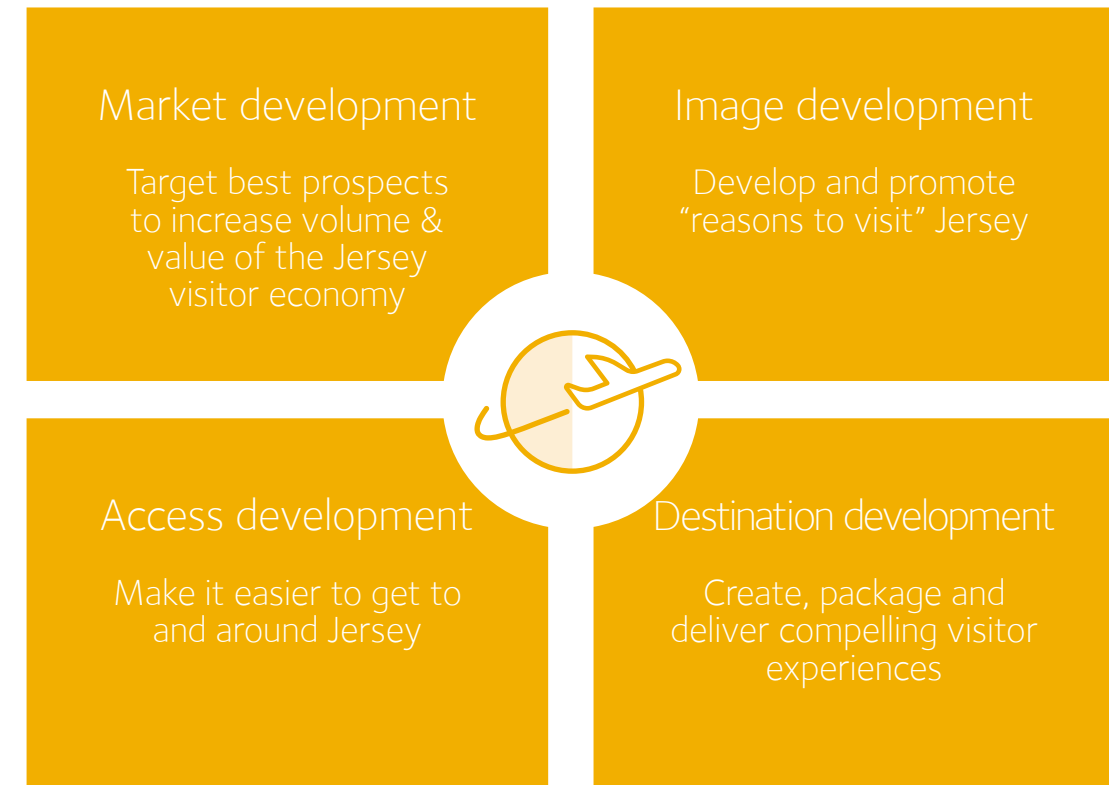 Market development
Target best prospects
to increase volume &
value of the Jersey
visitor economy
Image development
Develop and promote
“reasons to visit” Jersey
Access development
Make it easier to get to
and around Jersey
Destination development
Create, package and
deliver compelling visitor
experiences